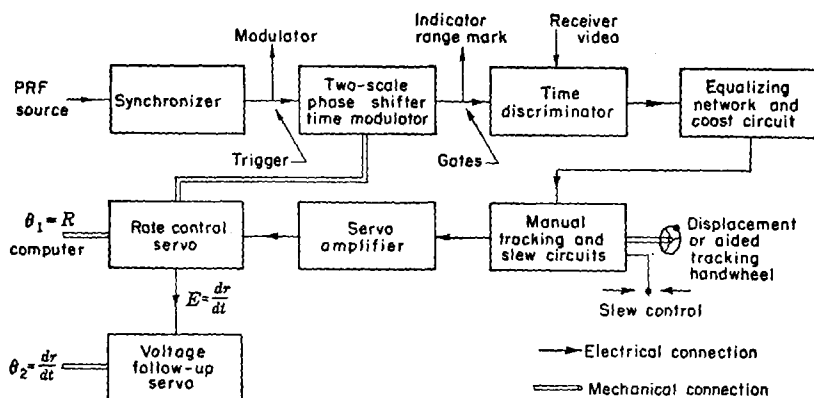 Modulator
Indicator
range mark
Receiver
video
PRF
source
Synchronizer
Two-scale
phase shifter
time modulator
Time
discriminator
Equalizing
network and
coast circuit
Trigger
Gates
θ₁ = R
computer
Rate control
servo
Servo
amplifier
Manual
tracking and
slew circuits
Displacement
or aided
tracking
handwheel
Slew control
E = dr/dt
θ₂ = dr/dt
Voltage
follow-up
servo
Electrical connection
Mechanical connection